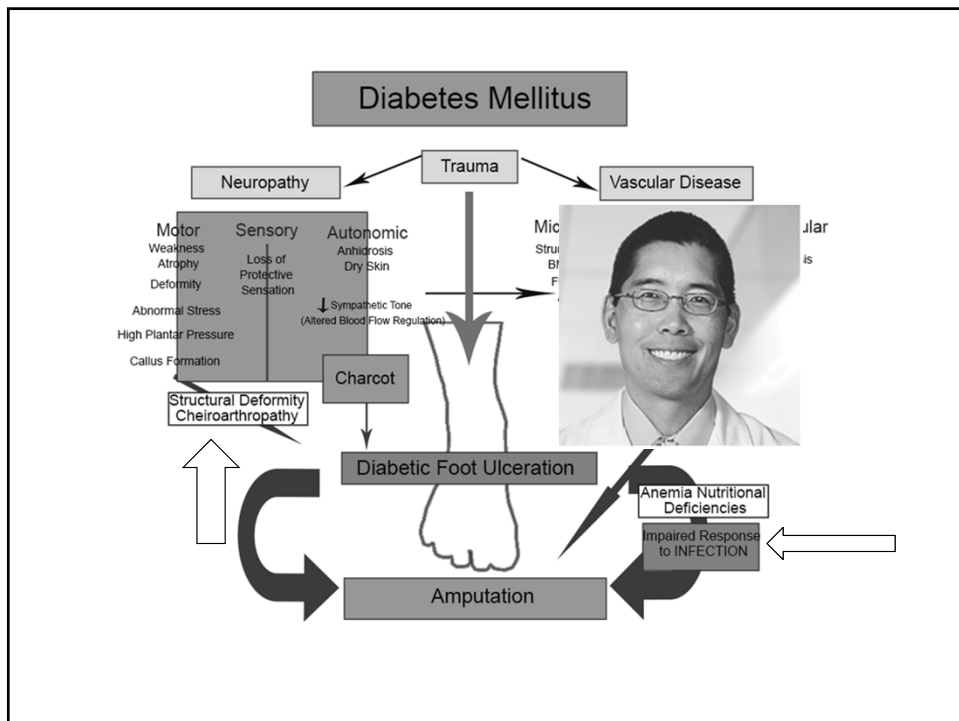 Diabetes Mellitus
Trauma
Neuropathy
Vascular Disease
Motor
Weakness
Atrophy
Deformity
Abnormal Stress
High Plantar Pressure
Callus Formation
Sensory
Loss of
Protective
Sensation
Autonomic
Anhidrosis
Dry Skin
Sympathetic Tone
(Altered Blood Flow Regulation)
Charcot
Structural Deformity
Cheiroarthropathy
Diabetic Foot Ulceration
Anemia Nutritional
Deficiencies
Impaired Response
to INFECTION
Amputation